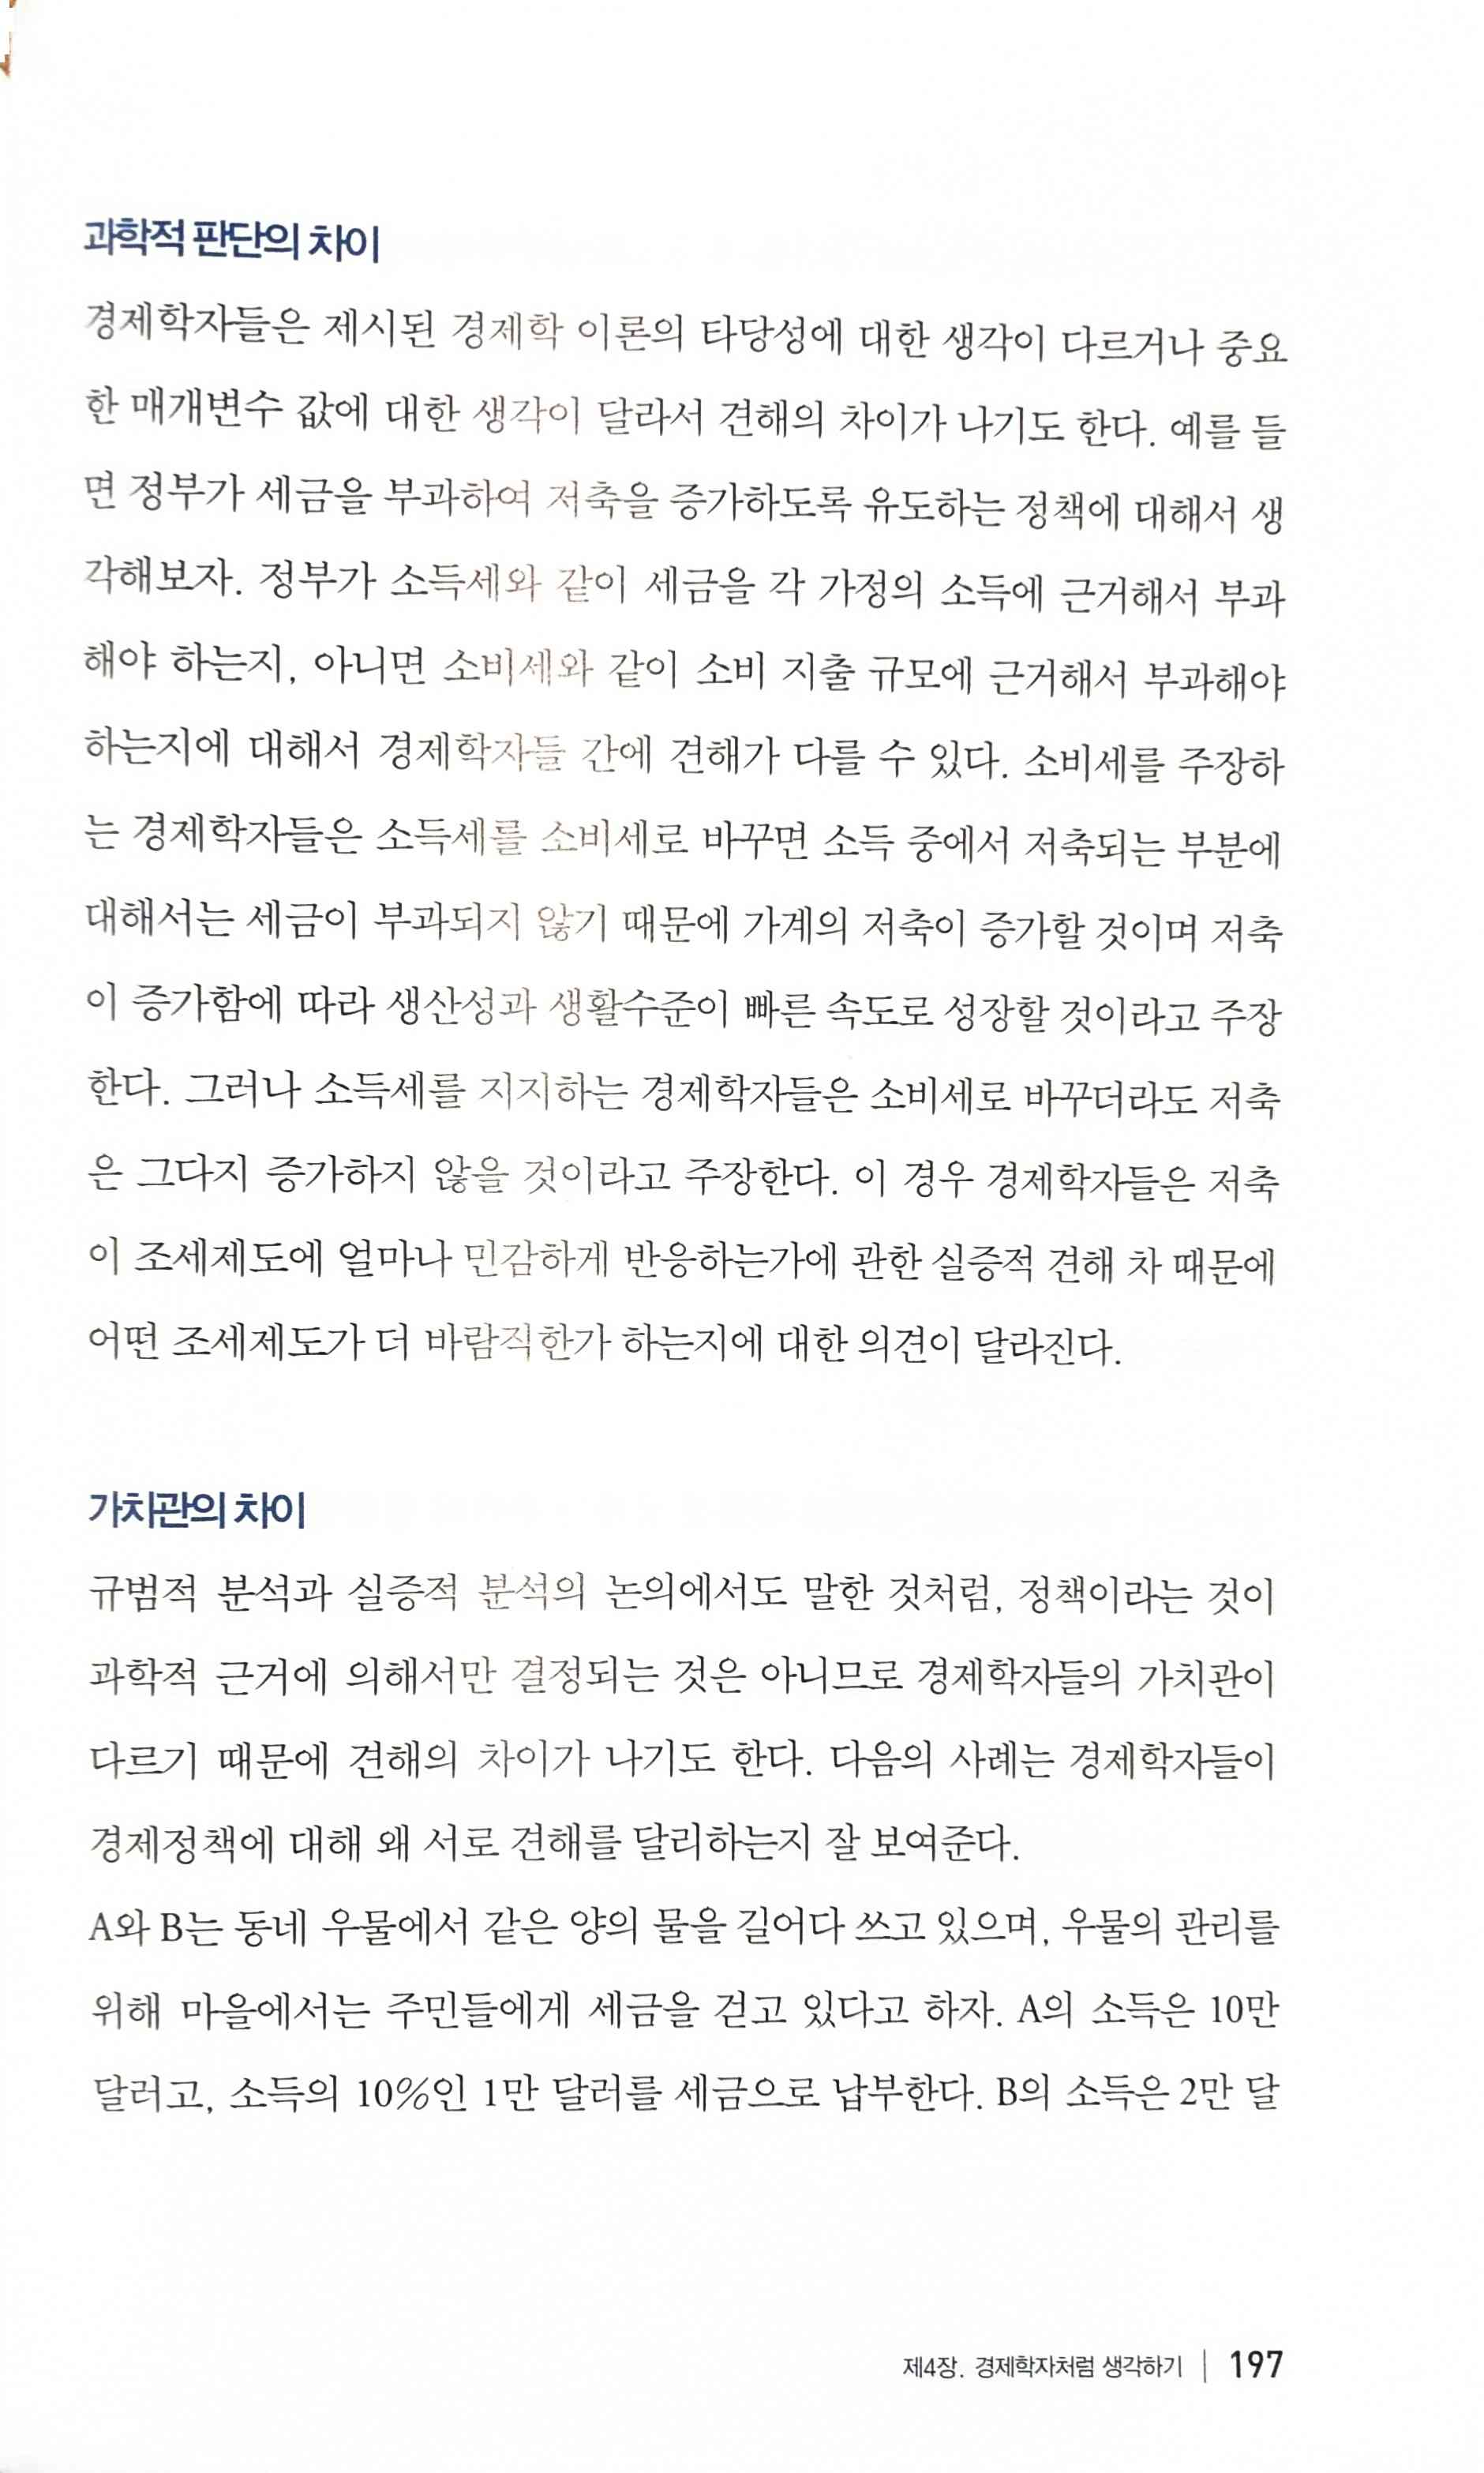 과학적 판단의 차이
경제학자들은 제시된 경제학 이론의 타당성에 대한 생각이 다르거나 중요
한 매개변수 값에 대한 생각이 달라서 견해의 차이가 나기도 한다. 예를 들
면 정부가 세금을 부과하여 저축을 증가하도록 유도하는 정책에 대해서 생
각해보자. 정부가 소득세와 같이 세금을 각 가정의 소득에 근거해서 부과
해야 하는지, 아니면 소비세와 같이 소비 지출 규모에 근거해서 부과해야
하는지에 대해서 경제학자들 간에 견해가 다를 수 있다. 소비세를 주장하
는 경제학자들은 소득세를 소비세로 바꾸면 소득 중에서 저축되는 부분에
대해서는 세금이 부과되지 않기 때문에 가계의 저축이 증가할 것이며 저축
이 증가함에 따라 생산성과 생활수준이 빠른 속도로 성장할 것이라고 주장
한다. 그러나 소득세를 지지하는 경제학자들은 소비세로 바꾸더라도 저축
은 그다지 증가하지 않을 것이라고 주장한다. 이 경우 경제학자들은 저축
이 조세제도에 얼마나 민감하게 반응하는가에 관한 실증적 견해 차 때문에
어떤 조세제도가 더 바람직한가 하는지에 대한 의견이 달라진다.
가치관의 차이
규범적 분석과 실증적 분석의 논의에서도 말한 것처럼, 정책이라는 것이
과학적 근거에 의해서만 결정되는 것은 아니므로 경제학자들의 가치관이
다르기 때문에 견해의 차이가 나기도 한다. 다음의 사례는 경제학자들이
경제정책에 대해 왜 서로 견해를 달리하는지 잘 보여준다.
A와 B는 동네 우물에서 같은 양의 물을 길어다 쓰고 있으며, 우물의 관리를
위해 마을에서는 주민들에게 세금을 걷고 있다고 하자. A의 소득은 10만
달러고, 소득의 10%인 1만 달러를 세금으로 납부한다. B의 소득은 2만 달
제4장. 경제학자처럼 생각하기 | 197